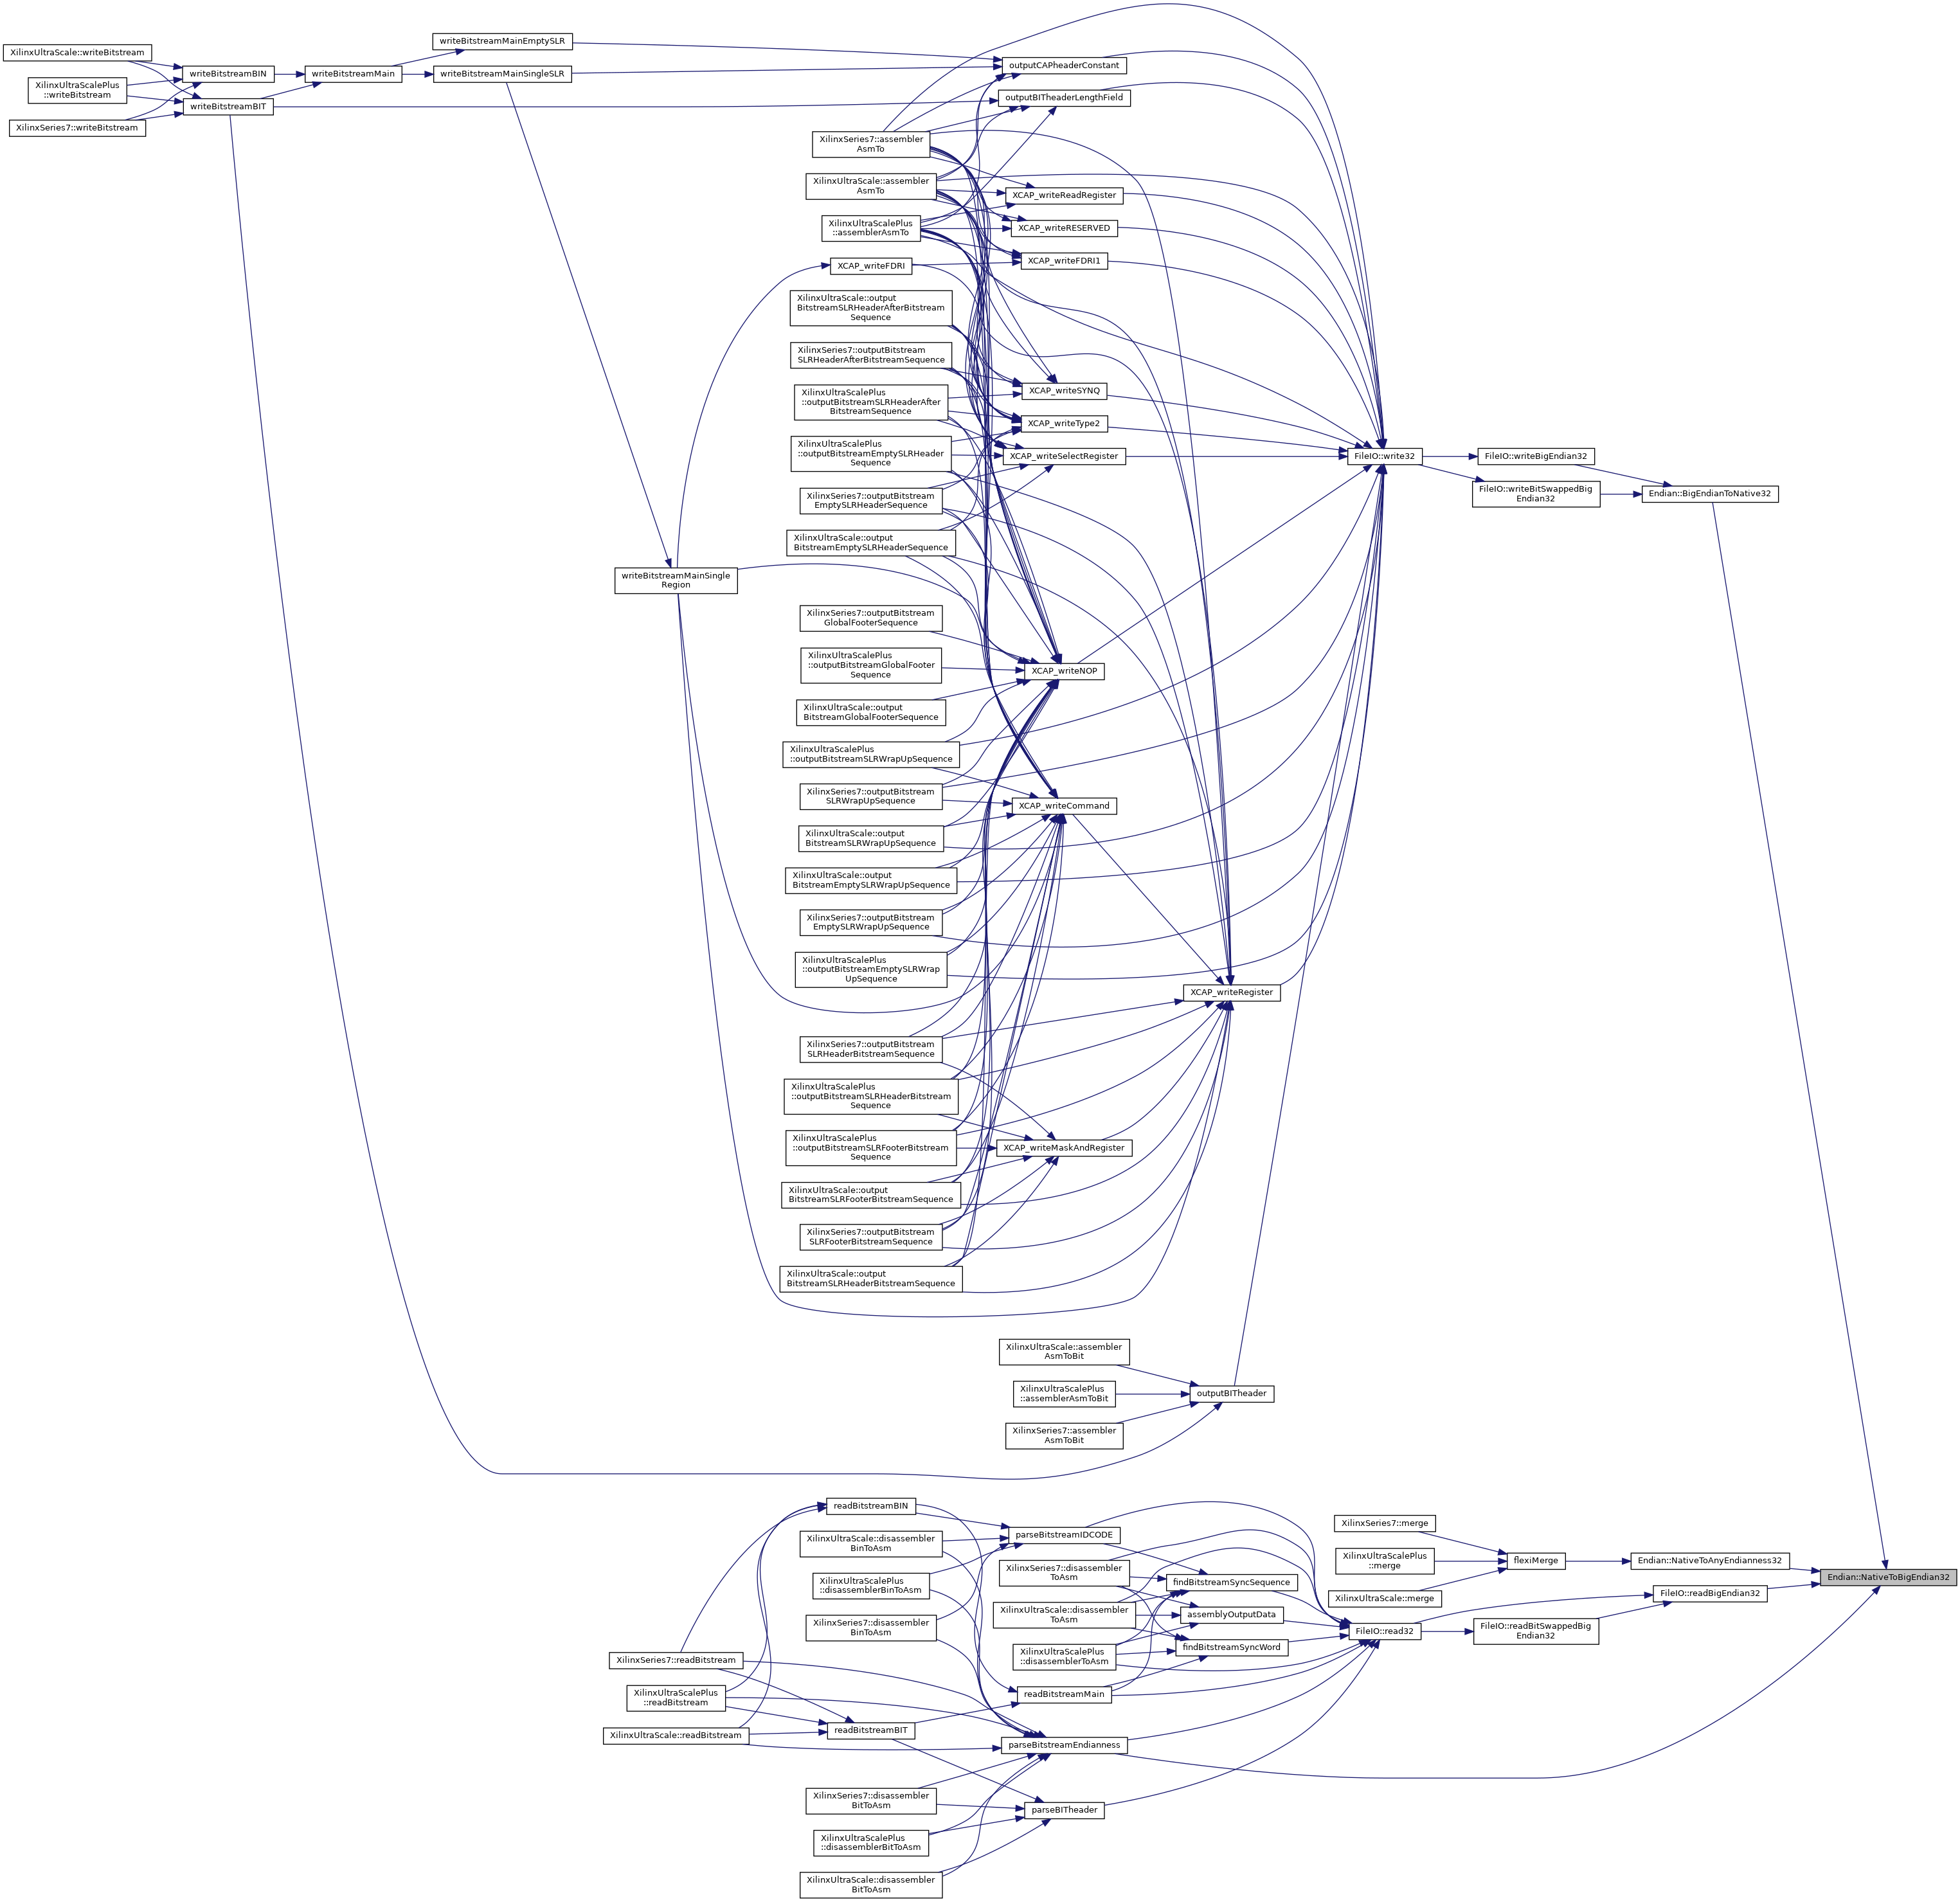 writeBitstreamMainEmptySLR
XilinxUltraScale::writeBitstream
outputCAPheaderConstant
writeBitstreamBIN
writeBitstreamMain
writeBitstreamMainSingleSLR
XilinxUltraScalePlus
::writeBitstream
outputBITheaderLengthField
writeBitstreamBIT
XilinxSeries7::writeBitstream
XilinxSeries7::assembler
AsmTo
XilinxUltraScale::assembler
AsmTo
XCAP_writeReadRegister
XilinxUltraScalePlus
::assemblerAsmTo
XCAP_writeRESERVED
XCAP_writeFDRI
XCAP_writeFDRI1
XilinxUltraScale::output
BitstreamSLRHeaderAfterBitstream
Sequence
XilinxSeries7::outputBitstream
SLRHeaderAfterBitstreamSequence
XCAP_writeSYNQ
XilinxUltraScalePlus
::outputBitstreamSLRHeaderAfter
BitstreamSequence
XCAP_writeType2
XilinxUltraScalePlus
::outputBitstreamEmptySLRHeader
Sequence
XCAP_writeSelectRegister
FileIO::write32
FileIO::writeBigEndian32
XilinxSeries7::outputBitstream
EmptySLRHeaderSequence
FileIO::writeBitSwappedBig
Endian32
Endian::BigEndianToNative32
XilinxUltraScale::output
BitstreamEmptySLRHeaderSequence
writeBitstreamMainSingle
Region
XilinxSeries7::outputBitstream
GlobalFooterSequence
XilinxUltraScalePlus
::outputBitstreamGlobalFooter
Sequence
XCAP_writeNOP
XilinxUltraScale::output
BitstreamGlobalFooterSequence
XilinxUltraScalePlus
::outputBitstreamSLRWrapUpSequence
XilinxSeries7::outputBitstream
SLRWrapUpSequence
XCAP_writeCommand
XilinxUltraScale::output
BitstreamSLRWrapUpSequence
XilinxUltraScale::output
BitstreamEmptySLRWrapUpSequence
XilinxSeries7::outputBitstream
EmptySLRWrapUpSequence
XilinxUltraScalePlus
::outputBitstreamEmptySLRWrap
UpSequence
XCAP_writeRegister
XilinxSeries7::outputBitstream
SLRHeaderBitstreamSequence
XilinxUltraScalePlus
::outputBitstreamSLRHeaderBitstream
Sequence
XilinxUltraScalePlus
::outputBitstreamSLRFooterBitstream
Sequence
XCAP_writeMaskAndRegister
XilinxUltraScale::output
BitstreamSLRFooterBitstreamSequence
XilinxSeries7::outputBitstream
SLRFooterBitstreamSequence
XilinxUltraScale::output
BitstreamSLRHeaderBitstreamSequence
XilinxUltraScale::assembler
AsmToBit
XilinxUltraScalePlus
::assemblerAsmToBit
outputBITheader
XilinxSeries7::assembler
AsmToBit
readBitstreamBIN
XilinxSeries7::merge
parseBitstreamIDCODE
XilinxUltraScale::disassembler
BinToAsm
XilinxUltraScalePlus
::merge
flexiMerge
Endian::NativeToAnyEndianness32
XilinxSeries7::disassembler
ToAsm
findBitstreamSyncSequence
Endian::NativeToBigEndian32
XilinxUltraScalePlus
::disassemblerBinToAsm
XilinxUltraScale::merge
FileIO::readBigEndian32
XilinxUltraScale::disassembler
ToAsm
assemblyOutputData
XilinxSeries7::disassembler
BinToAsm
FileIO::read32
FileIO::readBitSwappedBig
Endian32
XilinxUltraScalePlus
::disassemblerToAsm
findBitstreamSyncWord
XilinxSeries7::readBitstream
XilinxUltraScalePlus
::readBitstream
readBitstreamMain
XilinxUltraScale::readBitstream
readBitstreamBIT
parseBitstreamEndianness
XilinxSeries7::disassembler
BitToAsm
parseBITheader
XilinxUltraScalePlus
::disassemblerBitToAsm
XilinxUltraScale::disassembler
BitToAsm